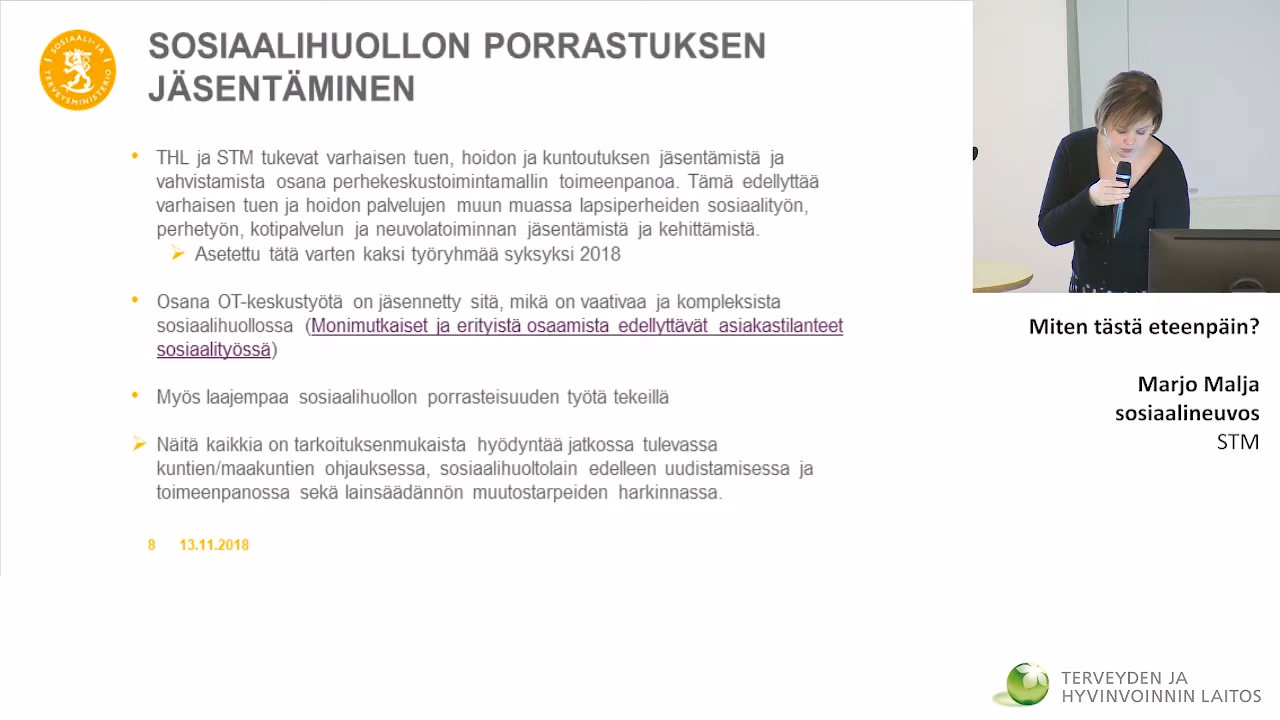 SOSIAALI- JA TERVEYSMINISTERIÖ
SOSIAALIHUOLLON PORRASTUKSEN
JÄSENTÄMINEN
• THL ja STM tukevat varhaisen tuen, hoidon ja kuntoutuksen jäsentämistä ja
vahvistamista osana perhekeskustoimintamallin toimeenpanoa. Tämä edellyttää
varhaisen tuen ja hoidon palvelujen muun muassa lapsiperheiden sosiaalityön,
perhetyön, kotipalvelun ja neuvolatoiminnan jäsentämistä ja kehittämistä.
➢ Asetettu tätä varten kaksi työryhmää syksyksi 2018
• Osana OT-keskustyötä on jäsennetty sitä, mikä on vaativaa ja kompleksista
sosiaalihuollossa (Monimutkaiset ja erityistä osaamista edellyttävät asiakastilanteet
sosiaalityössä)
• Myös laajempaa sosiaalihuollon porrasteisuuden työtä tekeillä
➢ Näitä kaikkia on tarkoituksenmukaista hyödyntää jatkossa tulevassa
kuntien/maakuntien ohjauksessa, sosiaalihuoltolain edelleen uudistamisessa ja
toimeenpanossa sekä lainsäädännön muutostarpeiden harkinnassa.
8 13.11.2018
Miten tästä eteenpäin?
Marjo Malja
sosiaalineuvos
STM
TERVEYDEN JA
HYVINVOINNIN LAITOS